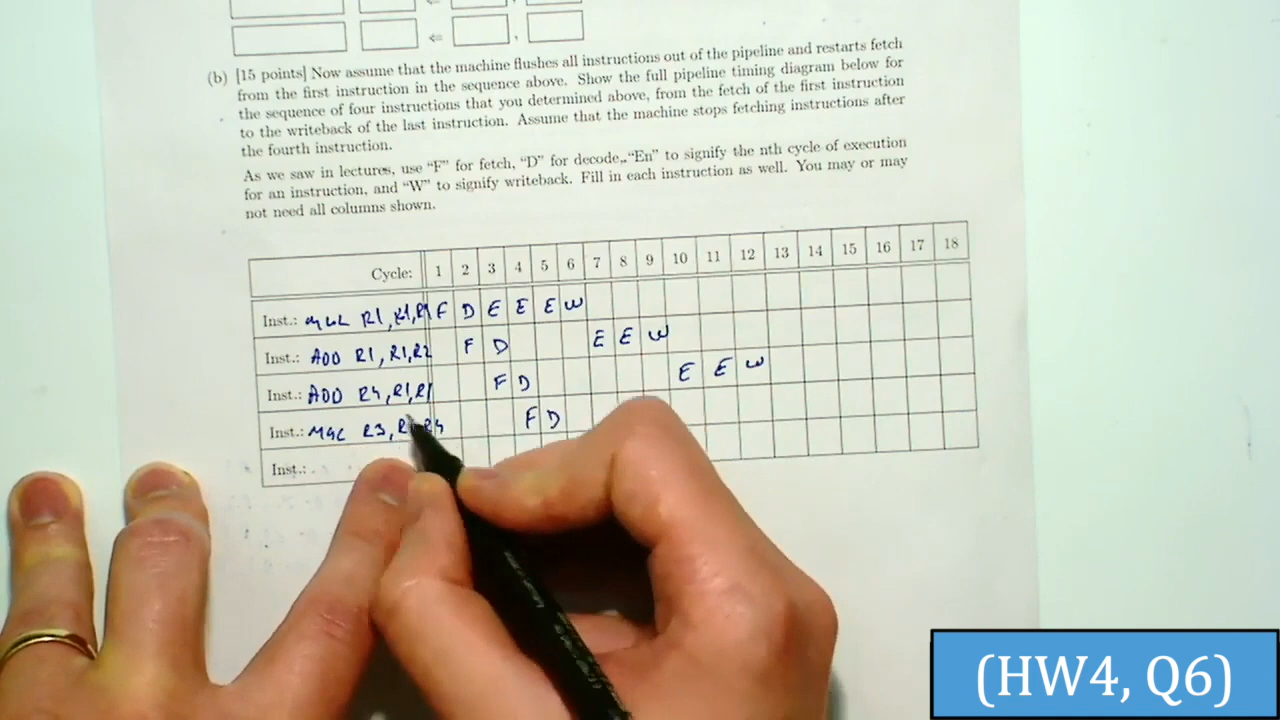 ⇐ ,
⇐ ,
(b) [15 points] Now assume that the machine flushes all instructions out of the pipeline and restarts fetch
from the first instruction in the sequence above. Show the full pipeline timing diagram below for
the sequence of four instructions that you determined above, from the fetch of the first instruction
to the writeback of the last instruction. Assume that the machine stops fetching instructions after
the fourth instruction.
As we saw in lectures, use “F” for fetch, “D” for decode, “En” to signify the nth cycle of execution
for an instruction, and “W” to signify writeback. Fill in each instruction as well. You may or may
not need all columns shown.
Cycle: 1 2 3 4 5 6 7 8 9 10 11 12 13 14 15 16 17 18
Inst.: MUL R1, R1, R1 F D E E E W
Inst.: ADD R1, R1, R2 F D E E W
Inst.: ADD R4, R1, R1 F D E E W
Inst.: R3, F D
Inst.:
(HW4, Q6)